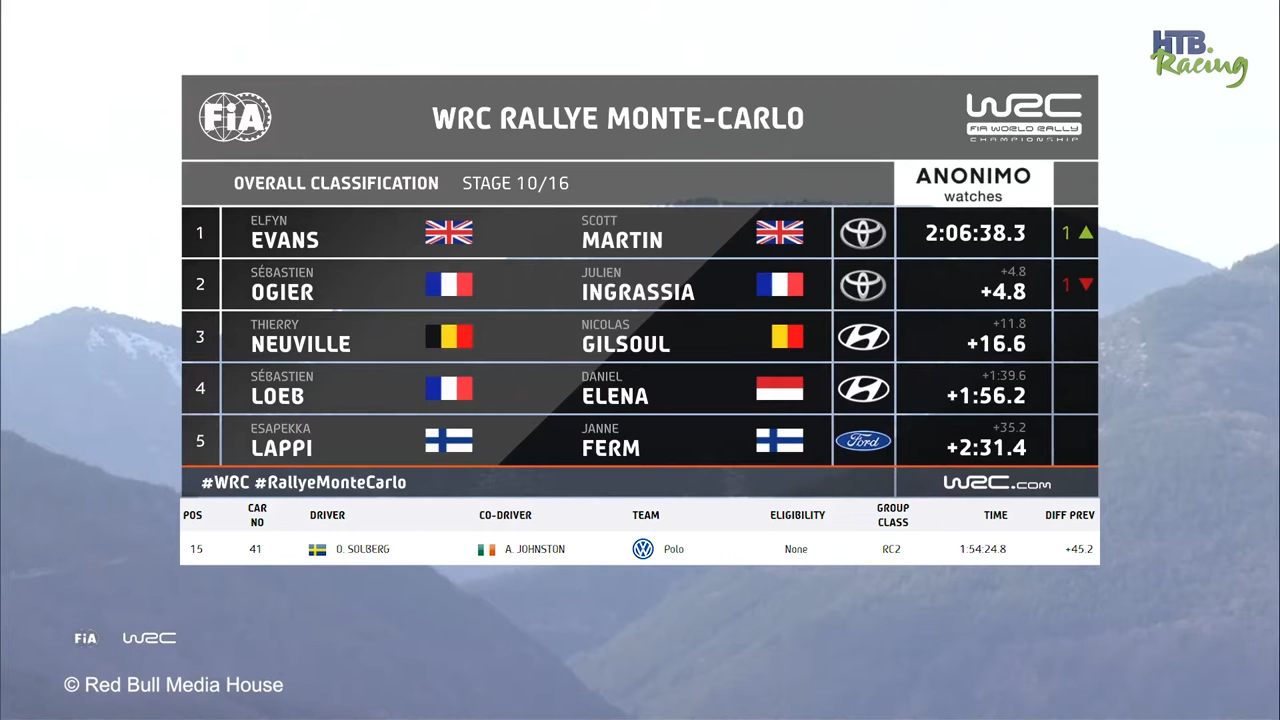 HTB.
Racing
FiA
WRC RALLYE MONTE-CARLO
WRC
FIA WORLD RALLY
CHAMPIONSHIP
OVERALL CLASSIFICATION STAGE 10/16
ANONIMO
watches
1 ELFYN EVANS SCOTT MARTIN 2:06:38.3 1
2 SÉBASTIEN OGIER JULIEN INGRASSIA +4.8 +4.8 1
3 THIERRY NEUVILLE NICOLAS GILSOUL +11.8 +16.6
4 SÉBASTIEN LOEB DANIEL ELENA +1:39.6 +1:56.2
5 ESAPEKKA LAPPI JANNE FERM Ford +35.2 +2:31.4
#WRC #RallyeMonteCarlo WRC.COM
POS CAR NO DRIVER CO-DRIVER TEAM ELIGIBILITY GROUP CLASS TIME DIFF PREV
15 41 O. SOLBERG A. JOHNSTON Polo None RC2 1:54:24.8 +45.2
FiA WRC
© Red Bull Media House